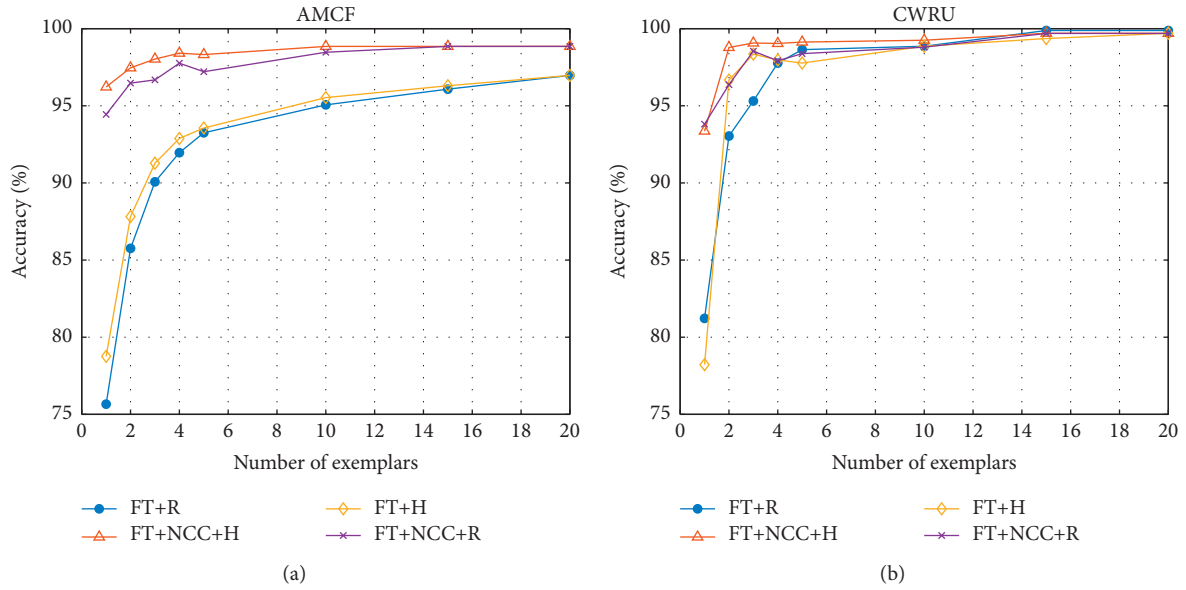 AMCF
100
95
90
85
80
75
Accuracy (%)
0 2 4 6 8 10 12 14 16 18 20
Number of exemplars
FT+R
FT+H
FT+NCC+H
FT+NCC+R
(a)
CWRU
100
95
90
85
80
75
Accuracy (%)
0 2 4 6 8 10 12 14 16 18 20
Number of exemplars
FT+R
FT+H
FT+NCC+H
FT+NCC+R
(b)